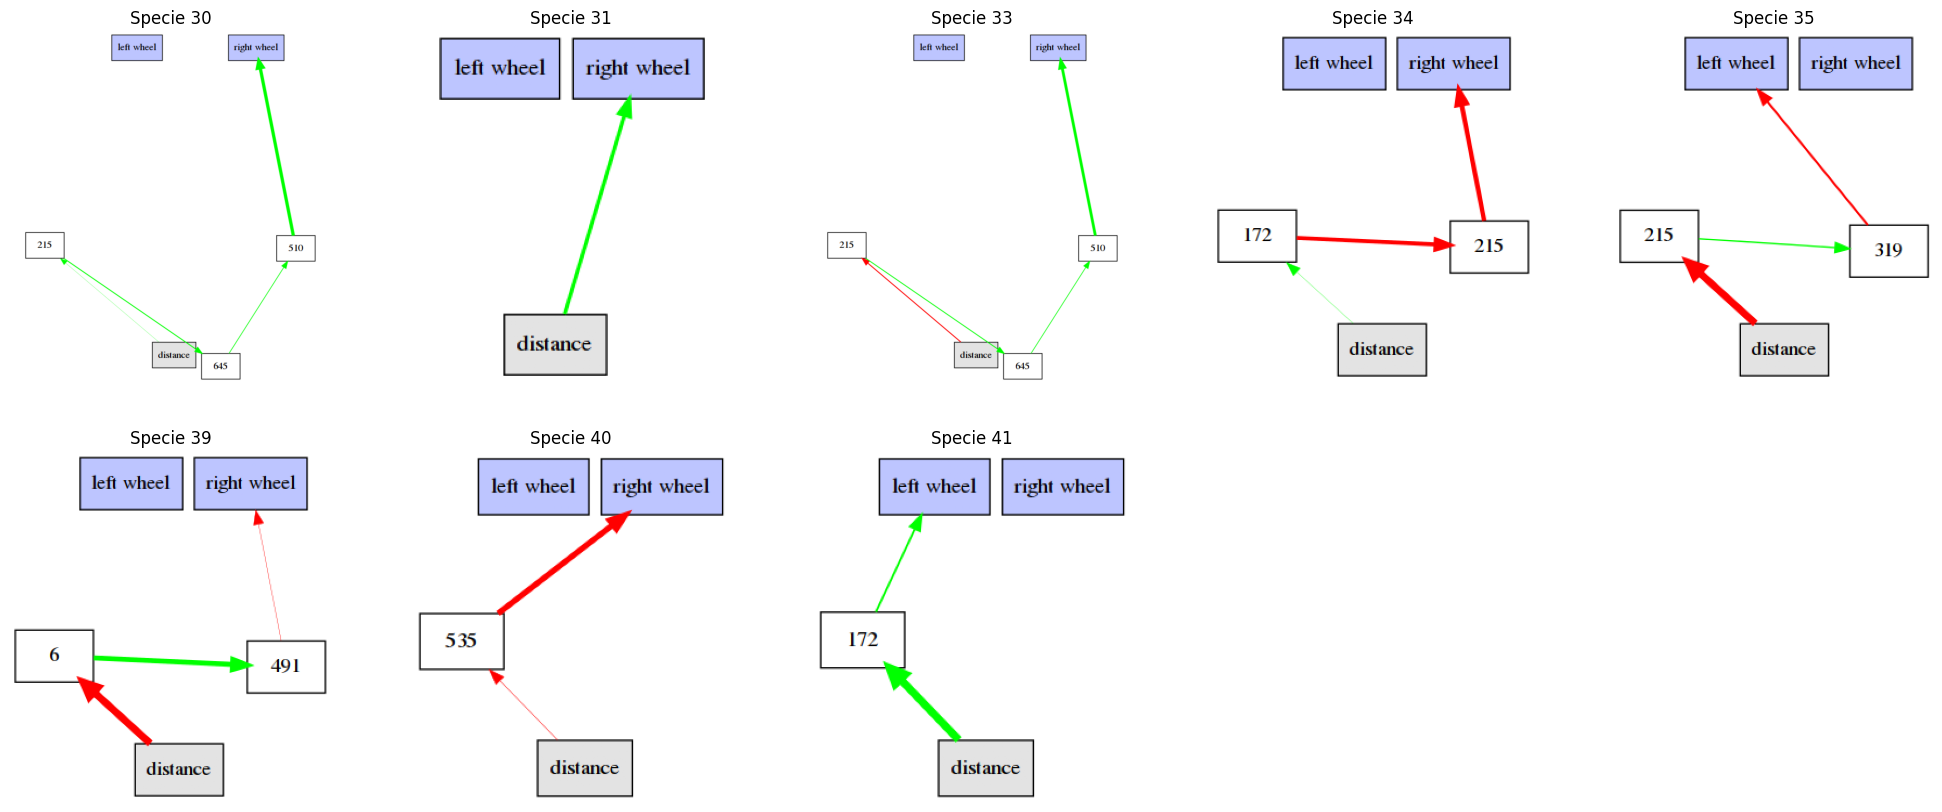 Specie 30
left wheel
right wheel
215
510
distance
645
Specie 31
left wheel
right wheel
distance
Specie 33
left wheel
right wheel
215
510
distance
645
Specie 34
left wheel
right wheel
172
215
distance
Specie 35
left wheel
right wheel
215
319
distance
Specie 39
left wheel
right wheel
6
491
distance
Specie 40
left wheel
right wheel
535
distance
Specie 41
left wheel
right wheel
172
distance